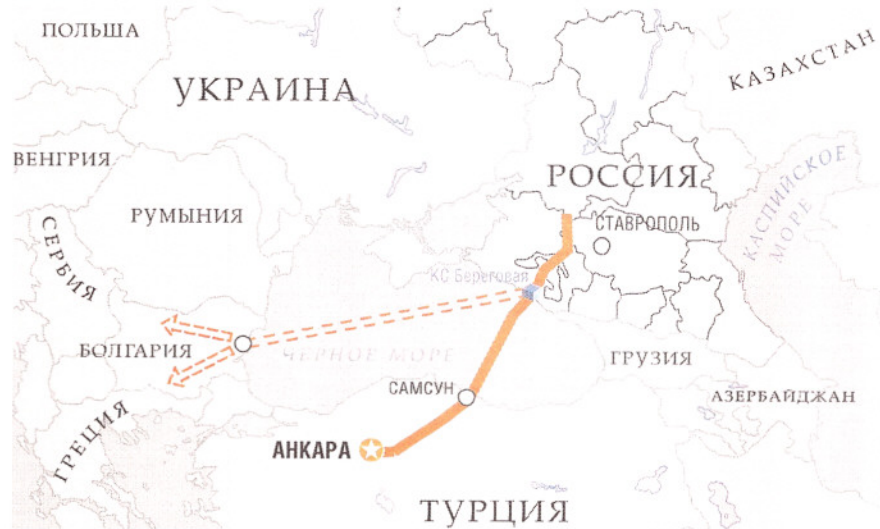 ПОЛЬША
УКРАИНА
КАЗАХСТАН
ВЕНГРИЯ
РОССИЯ
КАСПИЙСКОЕ
МОРЕ
РУМЫНИЯ
СТАВРОПОЛЬ
СЕРБИЯ
КС Береговая
БОЛГАРИЯ
ЧЕРНОЕ МОРЕ
ГРУЗИЯ
САМСУН
АЗЕРБАЙДЖАН
ГРЕЦИЯ
АНКАРА
ТУРЦИЯ